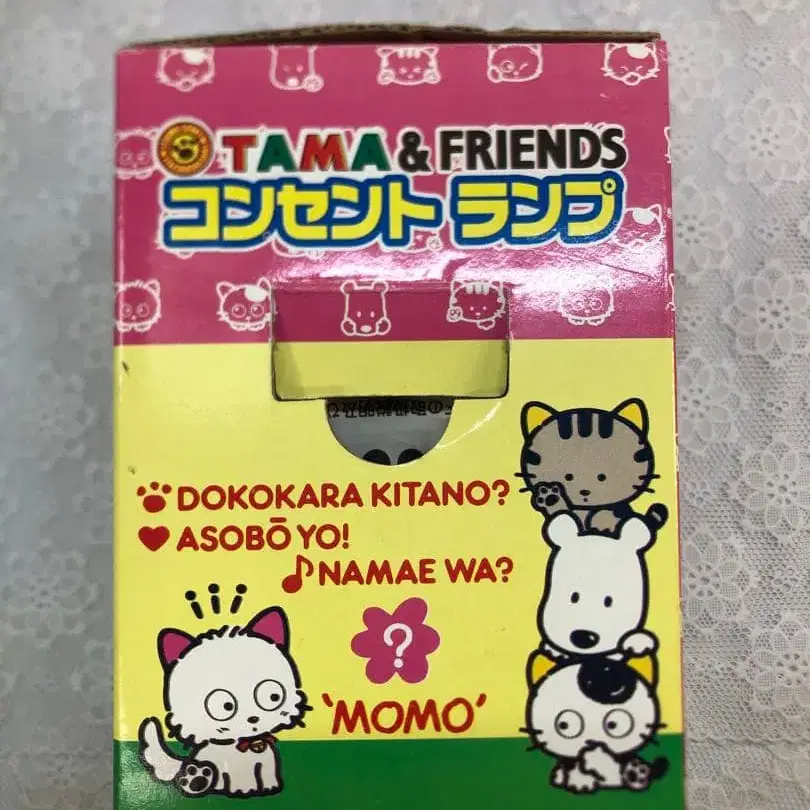 TAMA & FRIENDS
コンセント ランプ
DOKOKARA KITANO?
ASOBŌ YO!
NAMAE WA?
?
'MOMO'